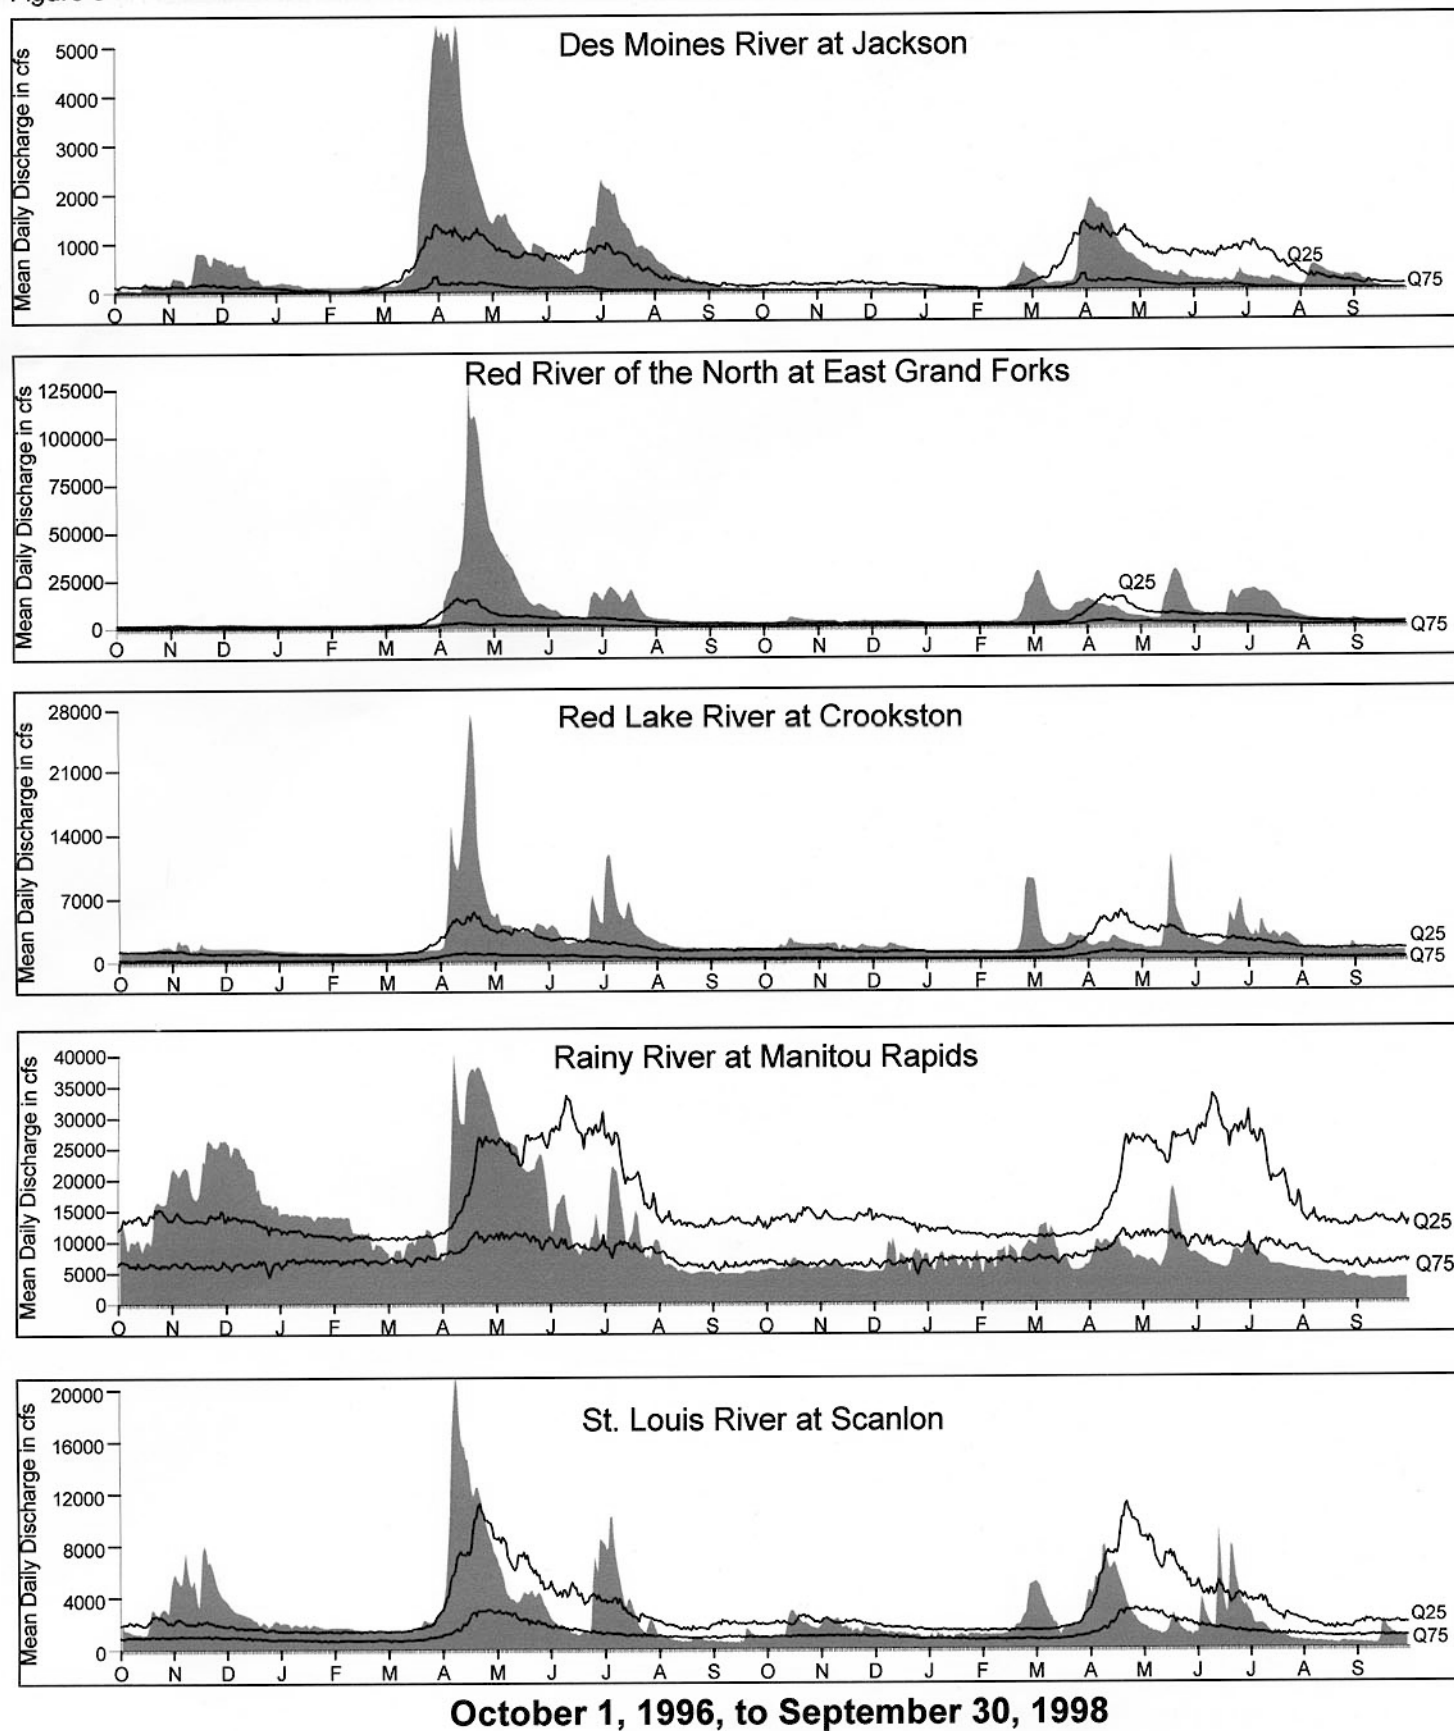 Des Moines River at Jackson
Mean Daily Discharge in cfs
5000
4000
3000
2000
1000
0
Q25
Q75
O N D J F M A M J J A S O N D J F M A M J J A S
Red River of the North at East Grand Forks
Mean Daily Discharge in cfs
125000
100000
75000
50000
25000
0
Q25
Q75
O N D J F M A M J J A S O N D J F M A M J J A S
Red Lake River at Crookston
Mean Daily Discharge in cfs
28000
21000
14000
7000
0
Q25
Q75
O N D J F M A M J J A S O N D J F M A M J J A S
Rainy River at Manitou Rapids
Mean Daily Discharge in cfs
40000
35000
30000
25000
20000
15000
10000
5000
0
Q25
Q75
O N D J F M A M J J A S O N D J F M A M J J A S
St. Louis River at Scanlon
Mean Daily Discharge in cfs
20000
16000
12000
8000
4000
0
Q25
Q75
O N D J F M A M J J A S O N D J F M A M J J A S
October 1, 1996, to September 30, 1998